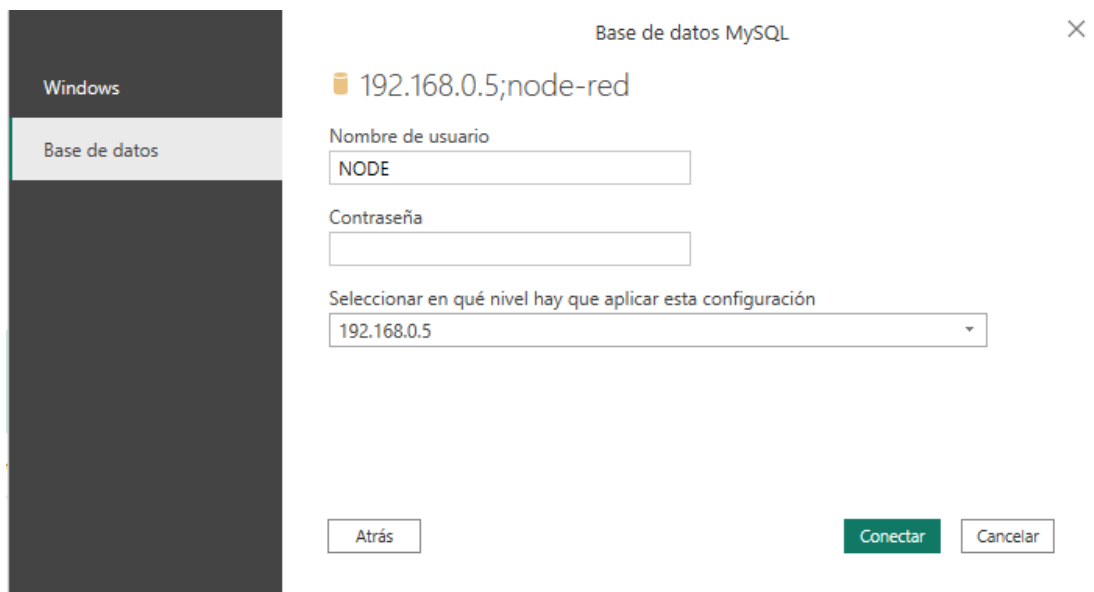 Base de datos MySQL
Windows
Base de datos
192.168.0.5;node-red
Nombre de usuario
NODE
Contraseña
Seleccionar en qué nivel hay que aplicar esta configuración
192.168.0.5
Atrás
Conectar
Cancelar